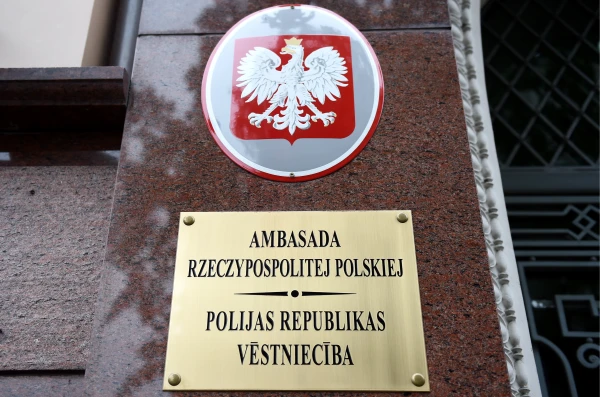 AMBASADA
RZECZYPOSPOLITEJ POLSKIEJ
POLIJAS REPUBLIKAS
VĒSTNIECĪBA